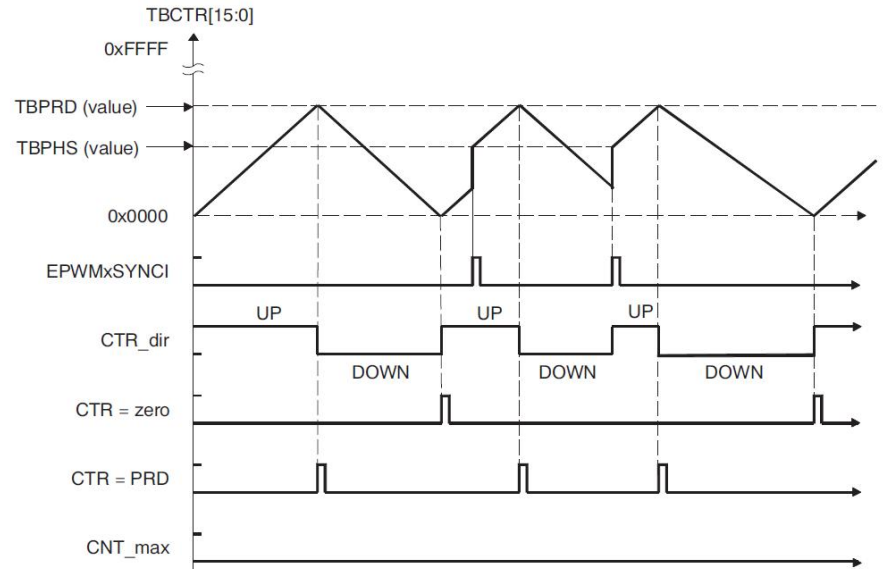 TBCTR[15:0]
0xFFFF
TBPRD (value)
TBPHS (value)
0x0000
EPWMxSYNCI
UP
UP
UP
CTR_dir
DOWN
DOWN
DOWN
CTR = zero
CTR = PRD
CNT_max